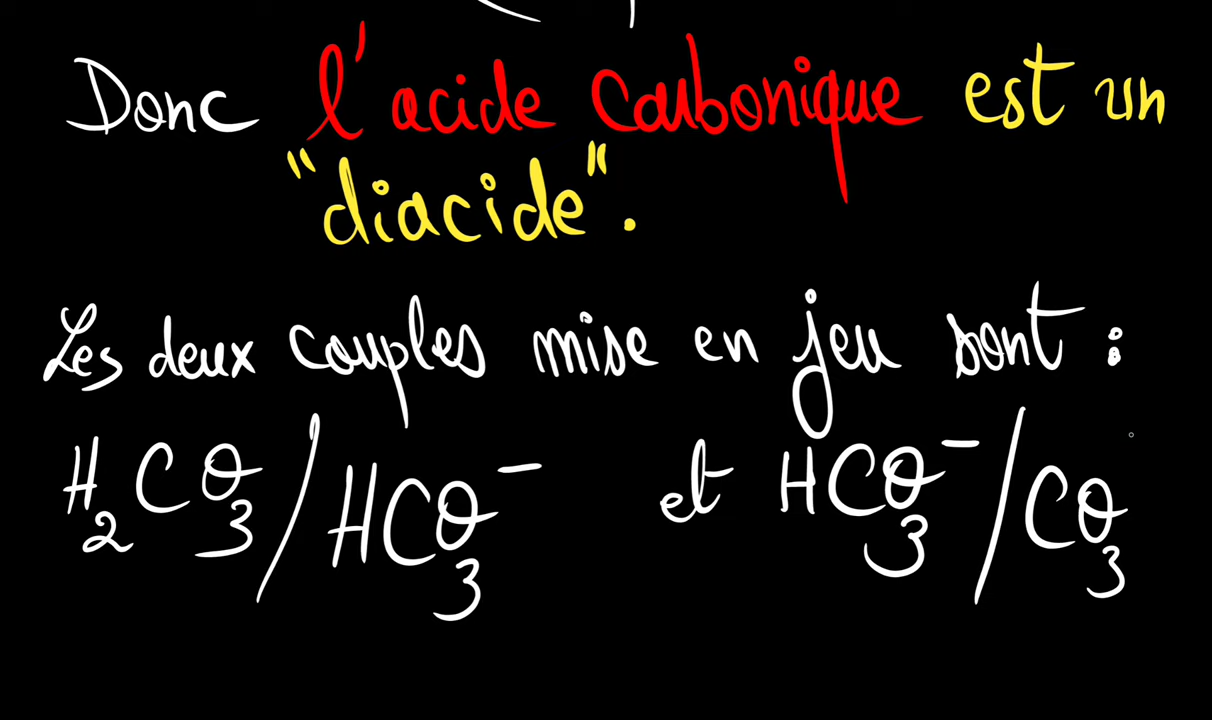 Donc l'acide carbonique est un
"diacide".
Les deux couples mise en jeu sont :
H₂CO₃/HCO₃⁻ et HCO₃⁻/CO₃